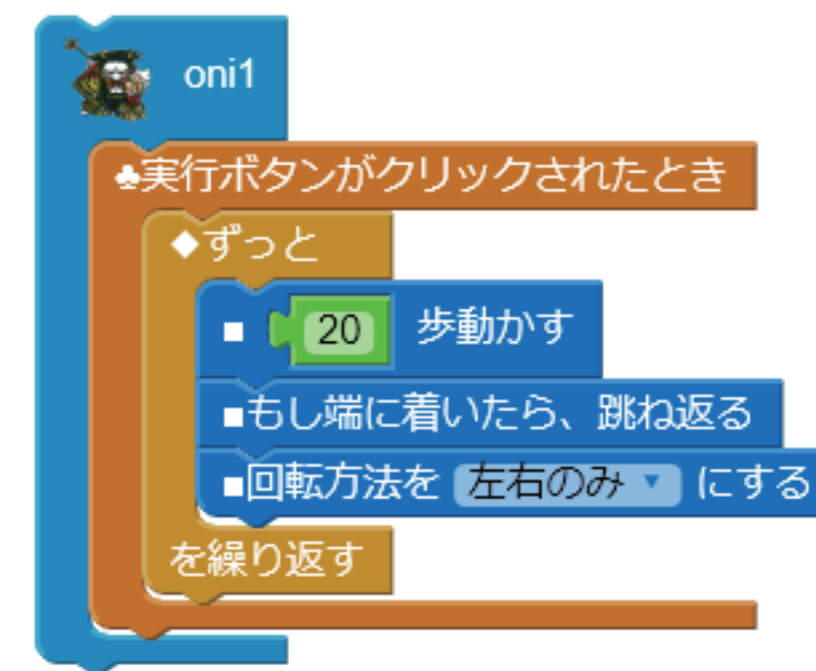 oni1
♣実行ボタンがクリックされたとき
◆ずっと
■ 20 歩動かす
■もし端に着いたら、跳ね返る
■回転方法を 左右のみ ▼ にする
を繰り返す